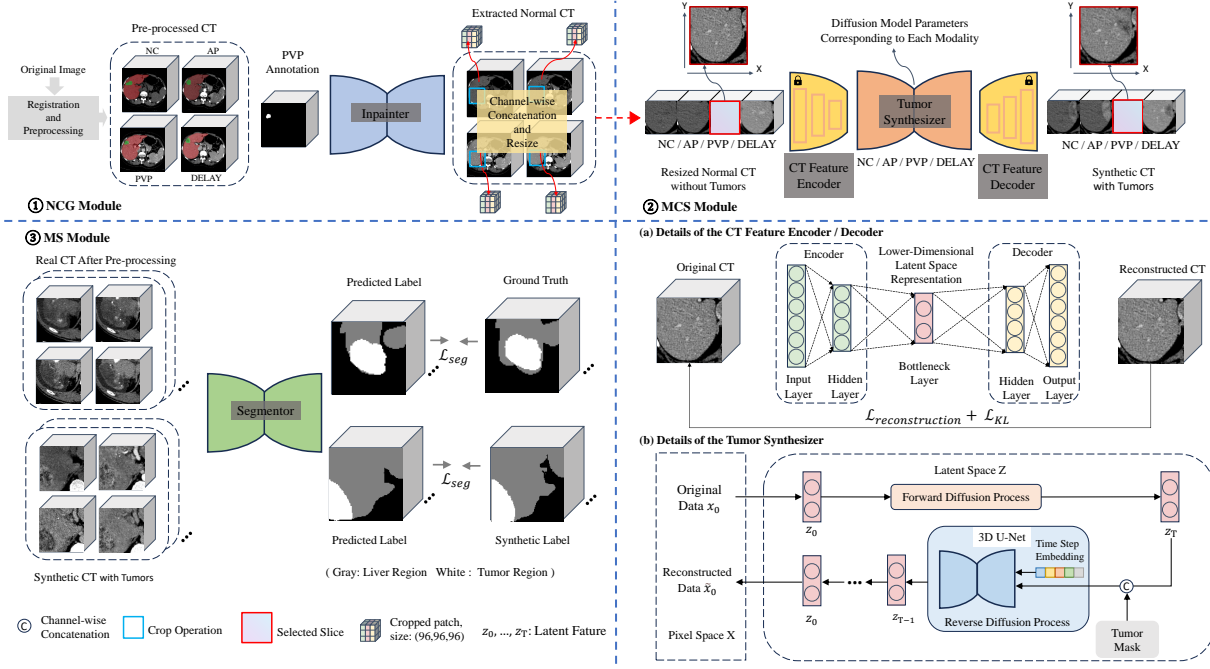 Pre-processed CT
NC
AP
Original Image
Registration
and
Preprocessing
PVP
DELAY
PVP
Annotation
Inpainter
Extracted Normal CT
Channel-wise
Concatenation
and
Resize
① NCG Module
Y
X
Diffusion Model Parameters
Corresponding to Each Modality
Y
X
Tumor
Synthesizer
NC / AP / PVP / DELAY
NC / AP / PVP / DELAY
NC / AP / PVP / DELAY
Resized Normal CT
without Tumors
CT Feature
Encoder
CT Feature
Decoder
Synthetic CT
with Tumors
② MCS Module
③ MS Module
Real CT After Pre-processing
Predicted Label
Ground Truth
ℒseg
Segmentor
ℒseg
Predicted Label
Synthetic Label
Synthetic CT with Tumors
( Gray: Liver Region White : Tumor Region )
C
Channel-wise
Concatenation
Crop Operation
Selected Slice
Cropped patch,
size: (96,96,96)
z0, ..., zT: Latent Fature
(a) Details of the CT Feature Encoder / Decoder
Original CT
Encoder
Lower-Dimensional
Latent Space
Representation
Decoder
Reconstructed CT
Input
Layer
Hidden
Layer
Bottleneck
Layer
Hidden
Layer
Output
Layer
ℒreconstruction + ℒKL
(b) Details of the Tumor Synthesizer
Latent Space Z
Original
Data x0
z0
Forward Diffusion Process
zT
3D U-Net
Time Step
Embedding
Reconstructed
Data x̃0
z0
zT−1
Reverse Diffusion Process
C
Tumor
Mask
Pixel Space X